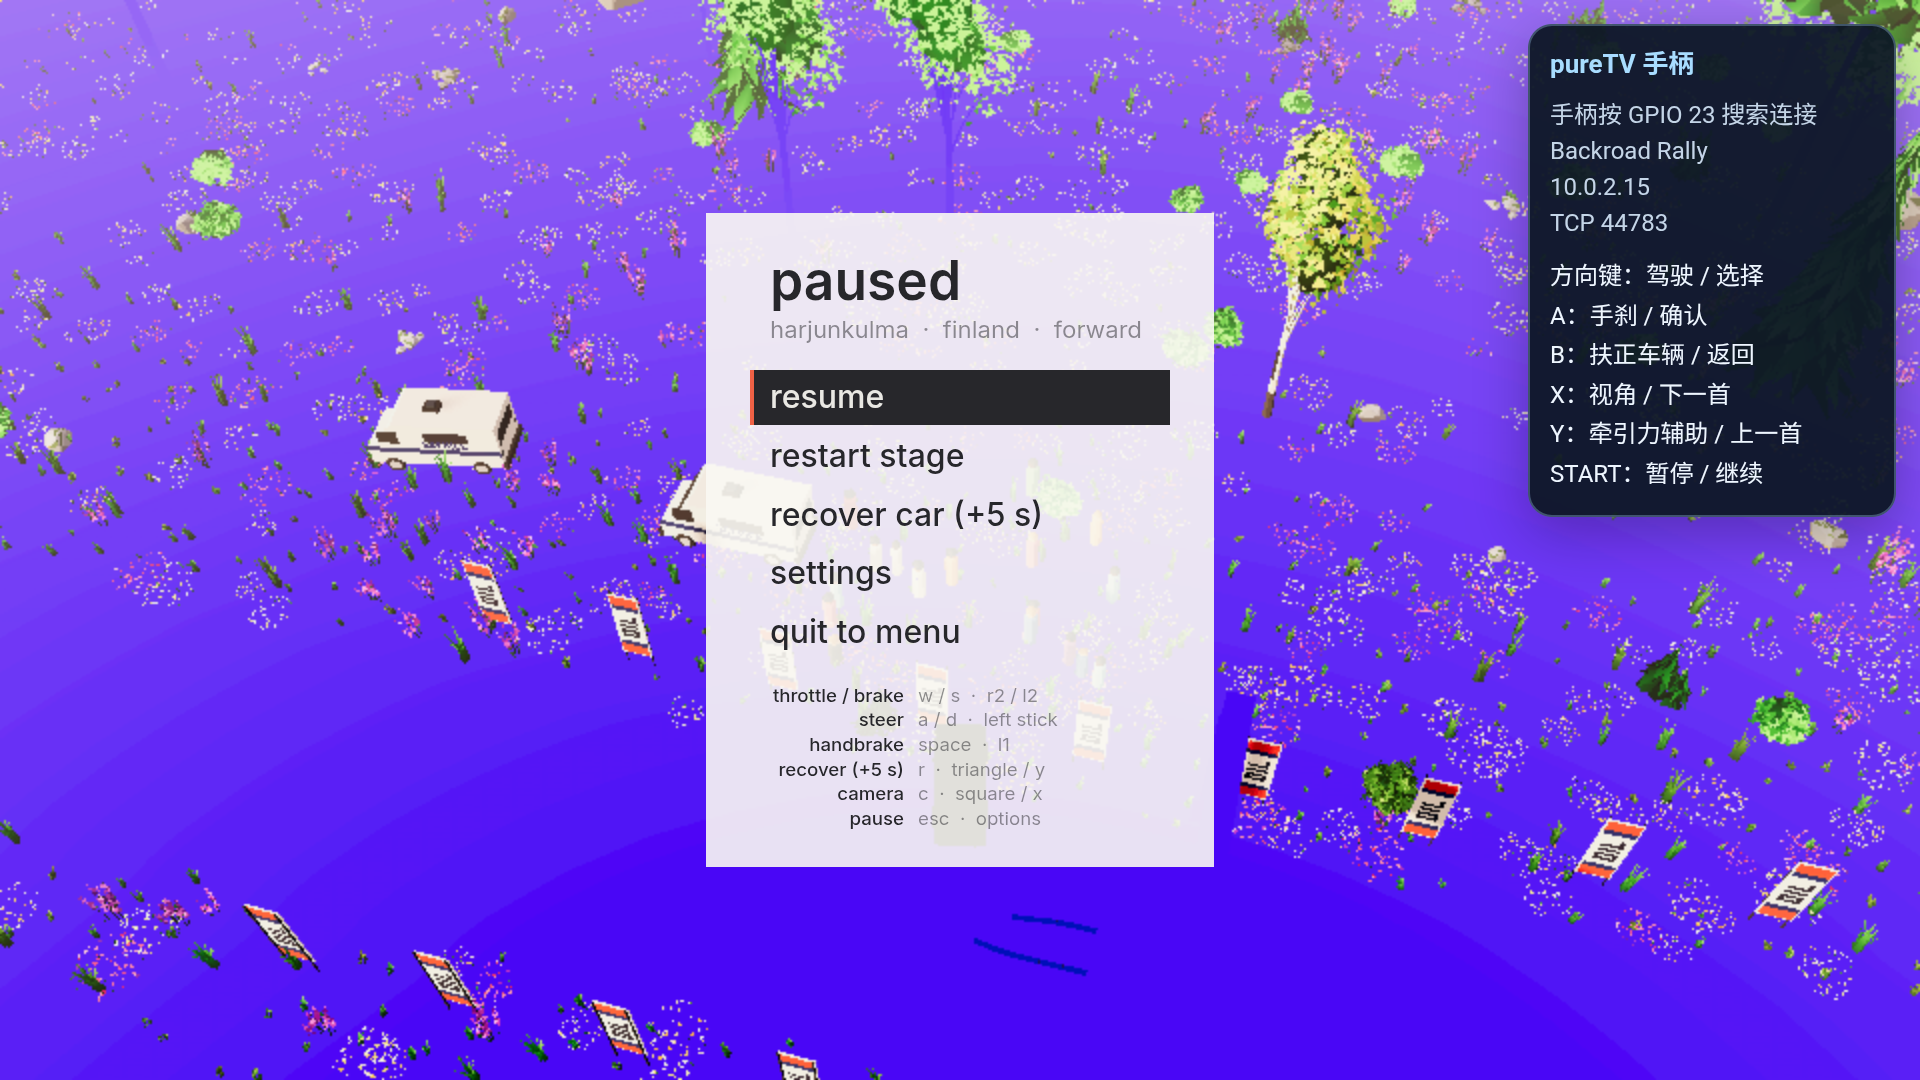 paused
harjunkulma · finland · forward
resume
restart stage
recover car (+5 s)
settings
quit to menu
throttle / brake w / s · r2 / l2
steer a / d · left stick
handbrake space · l1
recover (+5 s) r · triangle / y
camera c · square / x
pause esc · options
pureTV 手柄
手柄按 GPIO 23 搜索连接
Backroad Rally
10.0.2.15
TCP 44783
方向键：驾驶 / 选择
A：手刹 / 确认
B：扶正车辆 / 返回
X：视角 / 下一首
Y：牵引力辅助 / 上一首
START：暂停 / 继续